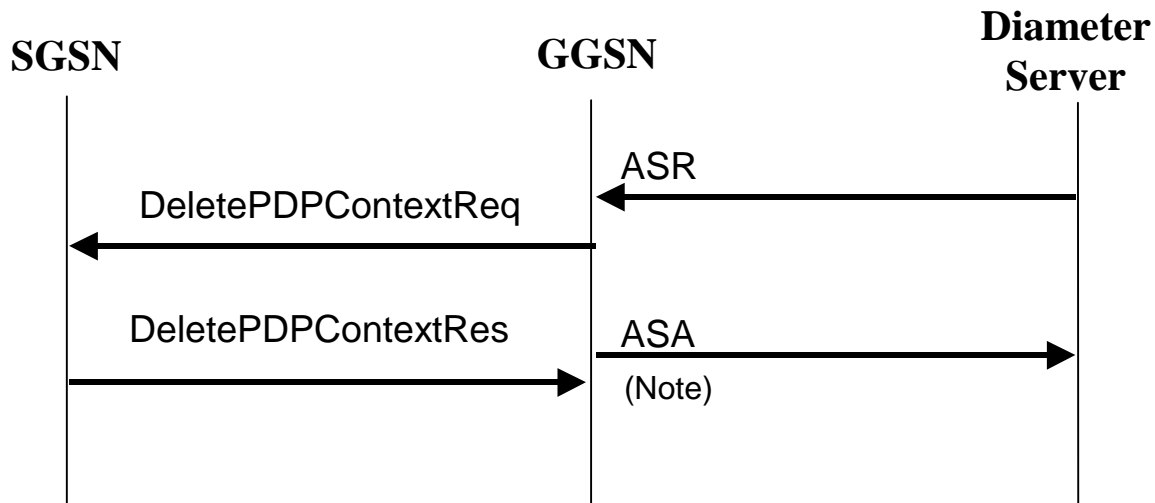 SGSN
GGSN
Diameter
Server
ASR
DeletePDPContextReq
DeletePDPContextRes
ASA
(Note)